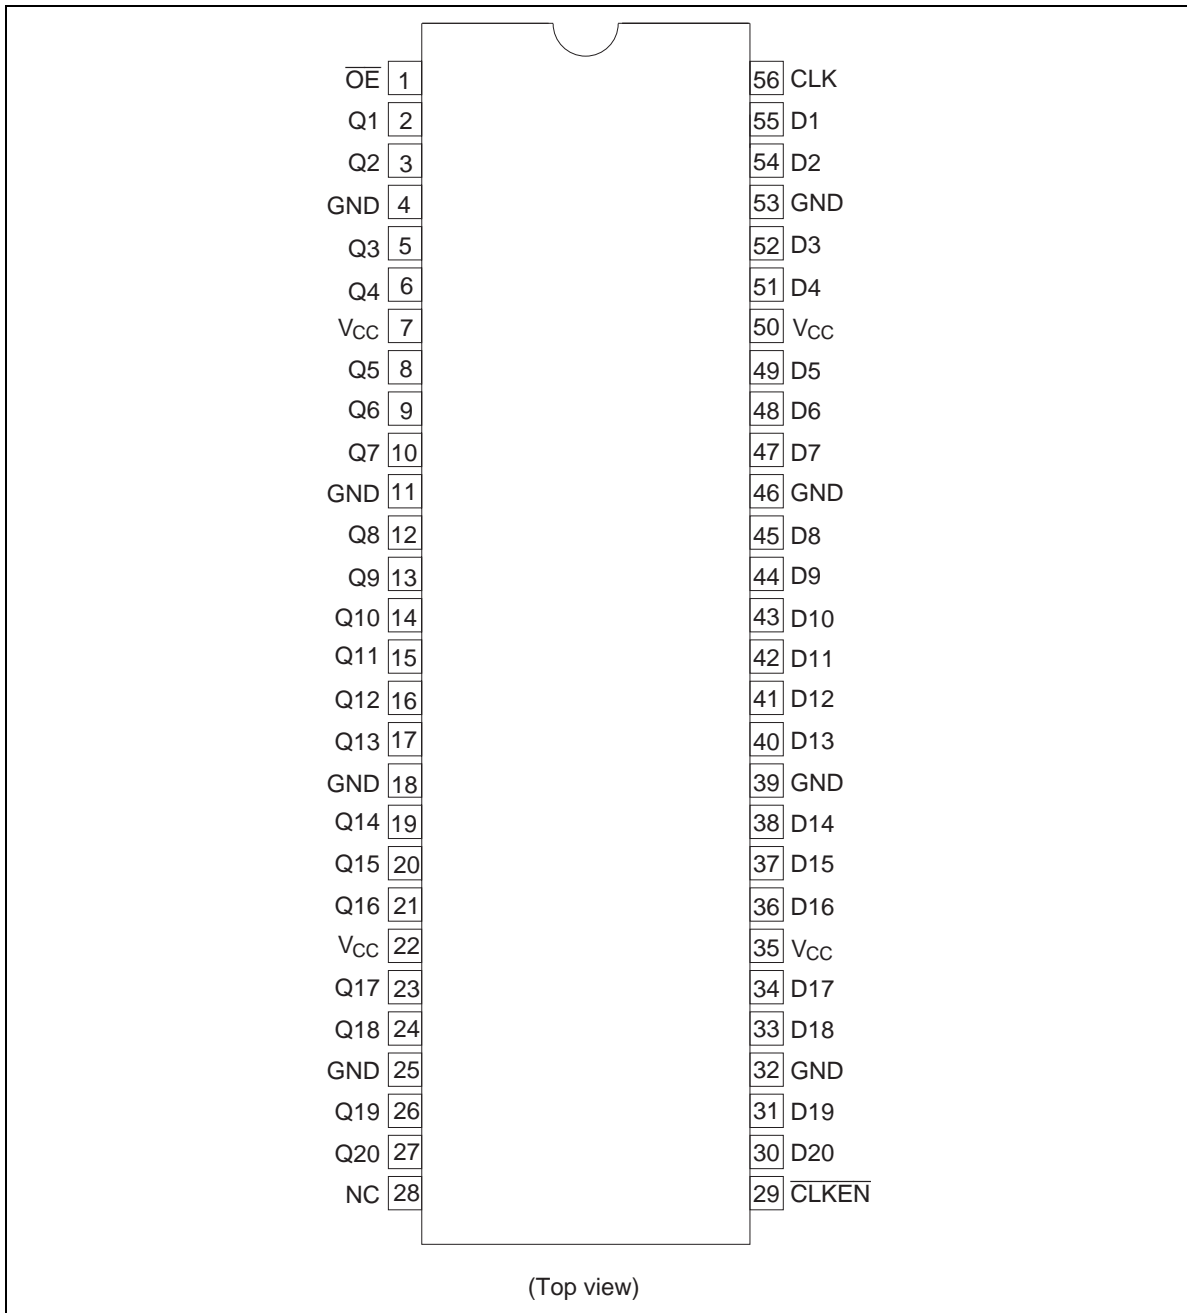 O̅E̅ 1 56 CLK
Q1 2 55 D1
Q2 3 54 D2
GND 4 53 GND
Q3 5 52 D3
Q4 6 51 D4
VCC 7 50 VCC
Q5 8 49 D5
Q6 9 48 D6
Q7 10 47 D7
GND 11 46 GND
Q8 12 45 D8
Q9 13 44 D9
Q10 14 43 D10
Q11 15 42 D11
Q12 16 41 D12
Q13 17 40 D13
GND 18 39 GND
Q14 19 38 D14
Q15 20 37 D15
Q16 21 36 D16
VCC 22 35 VCC
Q17 23 34 D17
Q18 24 33 D18
GND 25 32 GND
Q19 26 31 D19
Q20 27 30 D20
NC 28 29 C̅L̅K̅E̅N̅
(Top view)